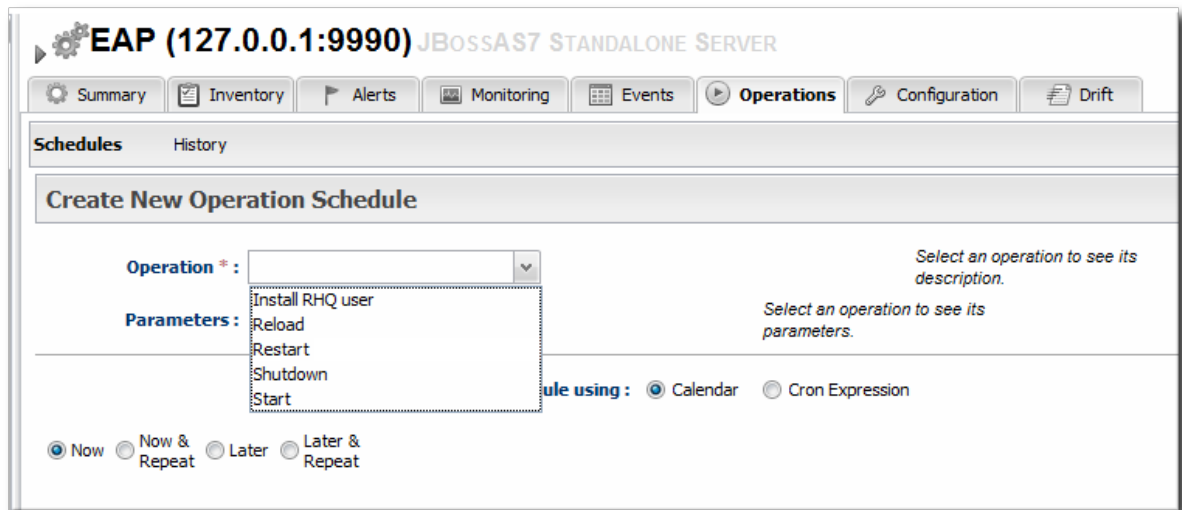 EAP (127.0.0.1:9990) JBOSSAS7 STANDALONE SERVER
Summary Inventory Alerts Monitoring Events Operations Configuration Drift
Schedules History
Create New Operation Schedule
Operation * :
Select an operation to see its
description.
Install RHQ user
Parameters :
Reload
Select an operation to see its
parameters.
Restart
Shutdown
Start
ule using : Calendar Cron Expression
Now Now &
Repeat Later Later &
Repeat